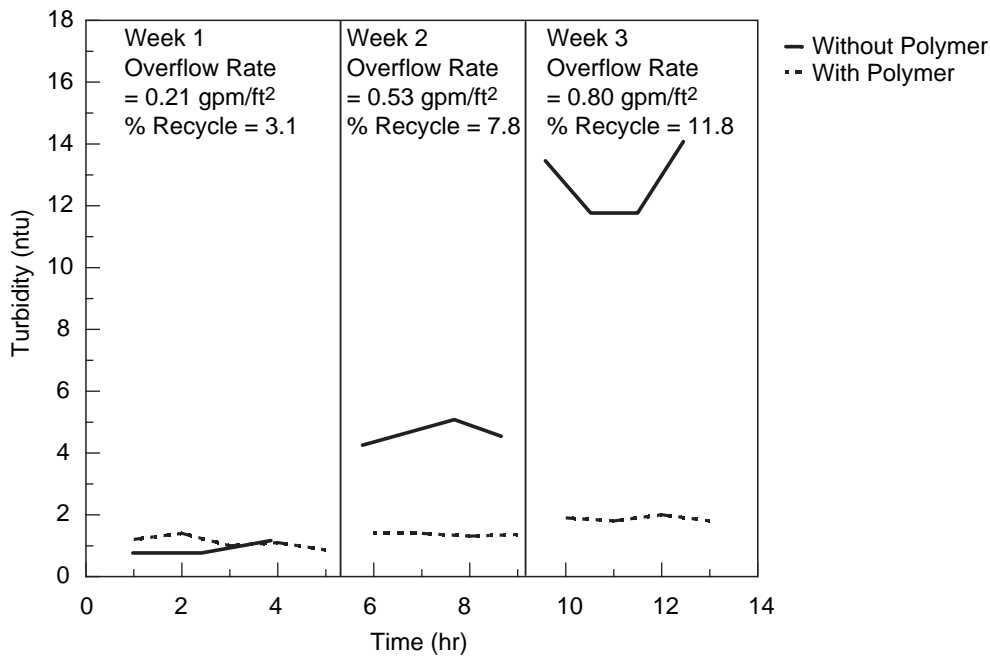 18
16
14
12
10
8
6
4
2
0
Turbidity (ntu)
Week 1
Overflow Rate
= 0.21 gpm/ft2
% Recycle = 3.1
Week 2
Overflow Rate
= 0.53 gpm/ft2
% Recycle = 7.8
Week 3
Overflow Rate
= 0.80 gpm/ft2
% Recycle = 11.8
Without Polymer
With Polymer
0 2 4 6 8 10 12 14
Time (hr)